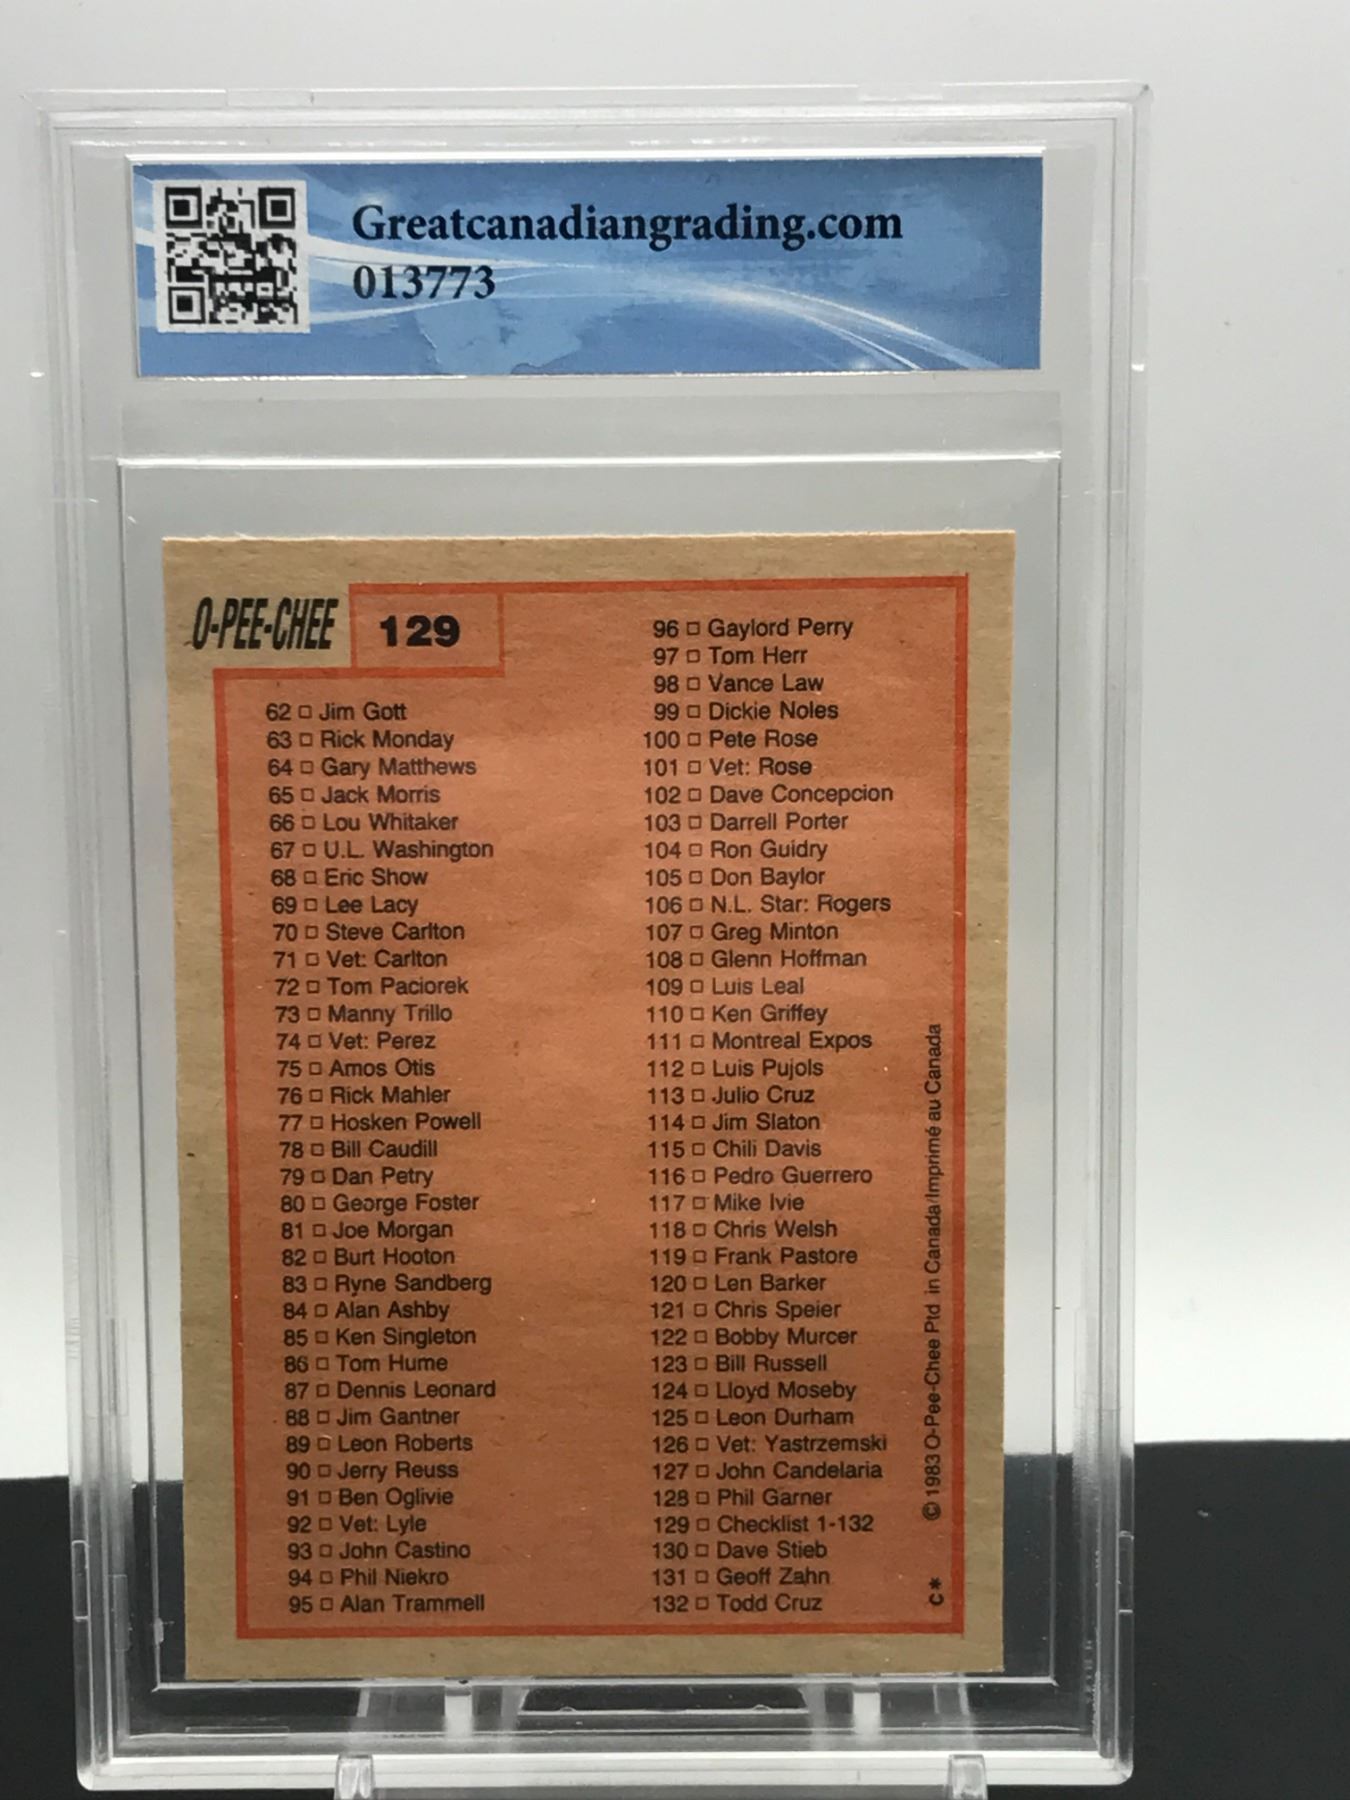 Greatcanadiangrading.com
013773
O-PEE-CHEE
129
62 □ Jim Gott
63 □ Rick Monday
64 □ Gary Matthews
65 □ Jack Morris
66 □ Lou Whitaker
67 □ U.L. Washington
68 □ Eric Show
69 □ Lee Lacy
70 □ Steve Carlton
71 □ Vet: Carlton
72 □ Tom Paciorek
73 □ Manny Trillo
74 □ Vet: Perez
75 □ Amos Otis
76 □ Rick Mahler
77 □ Hosken Powell
78 □ Bill Caudill
79 □ Dan Petry
80 □ George Foster
81 □ Joe Morgan
82 □ Burt Hooton
83 □ Ryne Sandberg
84 □ Alan Ashby
85 □ Ken Singleton
86 □ Tom Hume
87 □ Dennis Leonard
88 □ Jim Gantner
89 □ Leon Roberts
90 □ Jerry Reuss
91 □ Ben Oglivie
92 □ Vet: Lyle
93 □ John Castino
94 □ Phil Niekro
95 □ Alan Trammell
96 □ Gaylord Perry
97 □ Tom Herr
98 □ Vance Law
99 □ Dickie Noles
100 □ Pete Rose
101 □ Vet: Rose
102 □ Dave Concepcion
103 □ Darrell Porter
104 □ Ron Guidry
105 □ Don Baylor
106 □ N.L. Star: Rogers
107 □ Greg Minton
108 □ Glenn Hoffman
109 □ Luis Leal
110 □ Ken Griffey
111 □ Montreal Expos
112 □ Luis Pujols
113 □ Julio Cruz
114 □ Jim Slaton
115 □ Chili Davis
116 □ Pedro Guerrero
117 □ Mike Ivie
118 □ Chris Welsh
119 □ Frank Pastore
120 □ Len Barker
121 □ Chris Speier
122 □ Bobby Murcer
123 □ Bill Russell
124 □ Lloyd Moseby
125 □ Leon Durham
126 □ Vet: Yastrzemski
127 □ John Candelaria
128 □ Phil Garner
129 □ Checklist 1-132
130 □ Dave Stieb
131 □ Geoff Zahn
132 □ Todd Cruz
C* © 1983 O-Pee-Chee Ptd in Canada/Imprimé au Canada